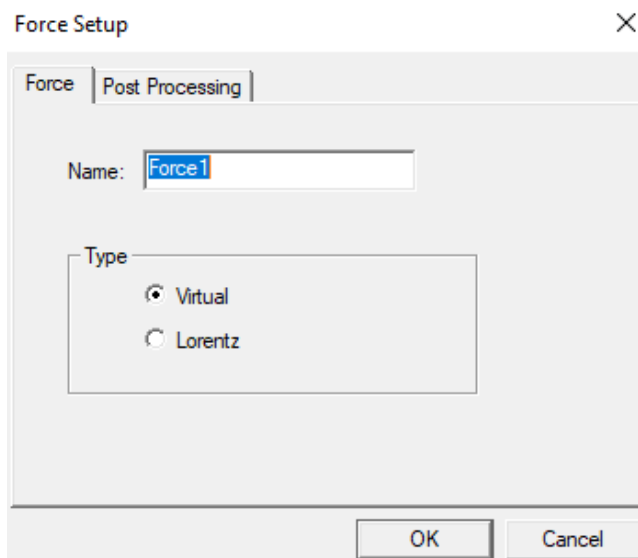 Force Setup
Force Post Processing
Name: Force1
Type
Virtual
Lorentz
OK Cancel